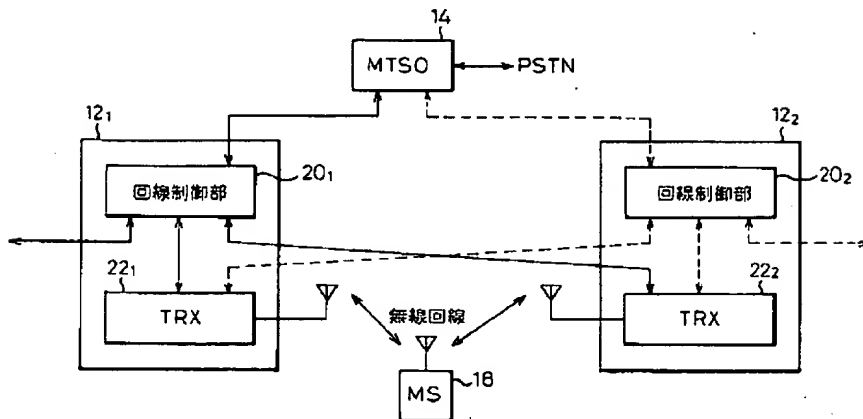 14
MTSO
PSTN
12₁
12₂
回線制御部
20₁
回線制御部
20₂
22₁
TRX
無線回線
22₂
TRX
MS
18